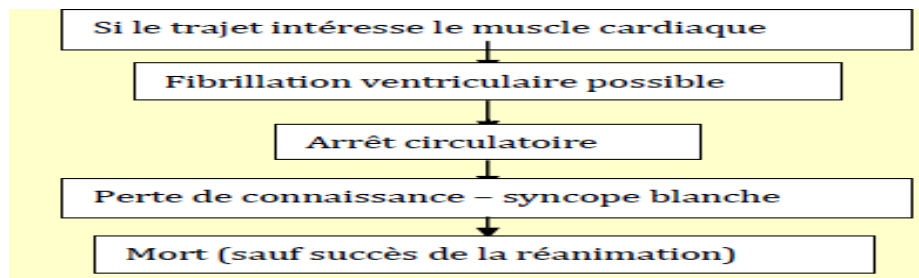 Si le trajet intéresse le muscle cardiaque
Fibrillation ventriculaire possible
Arrêt circulatoire
Perte de connaissance – syncope blanche
Mort (sauf succès de la réanimation)